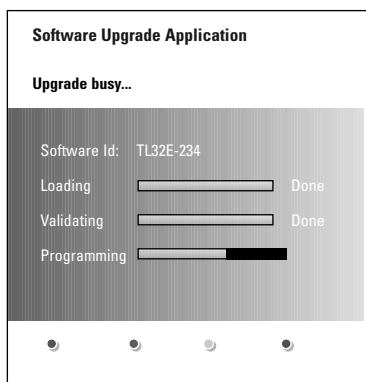 Software Upgrade Application
Upgrade busy...
Software Id: TL32E-234
Loading Done
Validating Done
Programming